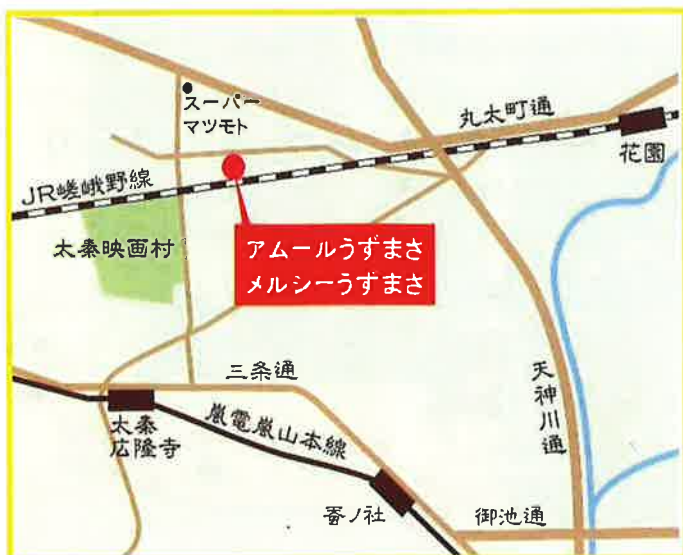 スーパー
マツモト
丸太町通
花園
JR嵯峨野線
太秦映画村
アムールうずまさ
メルシーうずまさ
三条通
天神川通
太秦
広隆寺
嵐電嵐山本線
蚕ノ社
御池通